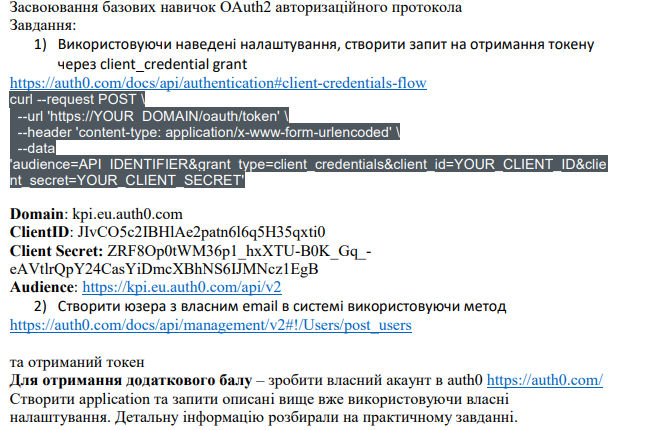 Засвоювання базових навичок OAuth2 авторизаційного протокола
Завдання:
1) Використовуючи наведені налаштування, створити запит на отримання токену
через client_credential grant
https://auth0.com/docs/api/authentication#client-credentials-flow
curl --request POST \
--url 'https://YOUR_DOMAIN/oauth/token' \
--header 'content-type: application/x-www-form-urlencoded' \
--data
'audience=API_IDENTIFIER&grant_type=client_credentials&client_id=YOUR_CLIENT_ID&clie
nt_secret=YOUR_CLIENT_SECRET'
Domain: kpi.eu.auth0.com
ClientID: JIvCO5c2IBHlAe2patn6l6q5H35qxti0
Client Secret: ZRF8Op0tWM36p1_hxXTU-B0K_Gq_-
eAVtlrQpY24CasYiDmcXBhNS6IJMNcz1EgB
Audience: https://kpi.eu.auth0.com/api/v2
2) Створити юзера з власним email в системі використовуючи метод
https://auth0.com/docs/api/management/v2#!/Users/post_users
та отриманий токен
Для отримання додаткового балу – зробити власний акаунт в auth0 https://auth0.com/
Створити application та запити описані вище вже використовуючи власні
налаштування. Детальну інформацію розбирали на практичному завданні.